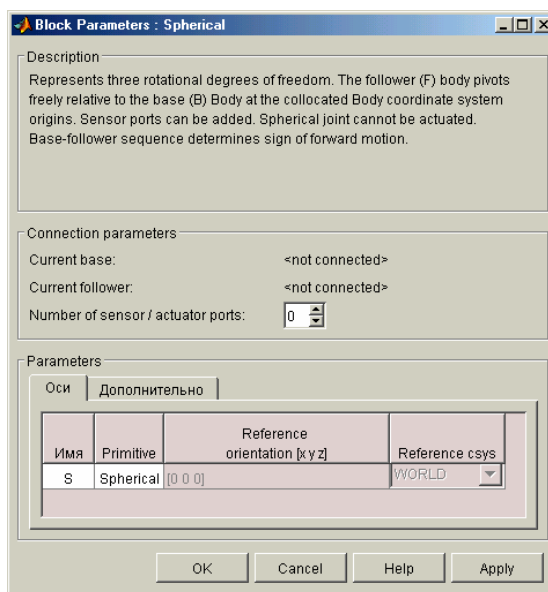 Block Parameters : Spherical
Description
Represents three rotational degrees of freedom. The follower (F) body pivots
freely relative to the base (B) Body at the collocated Body coordinate system
origins. Sensor ports can be added. Spherical joint cannot be actuated.
Base-follower sequence determines sign of forward motion.
Connection parameters
Current base: <not connected>
Current follower: <not connected>
Number of sensor / actuator ports: 0
Parameters
Оси Дополнительно
Имя Primitive Reference orientation [x y z] Reference csys
S Spherical [0 0 0] WORLD
OK Cancel Help Apply